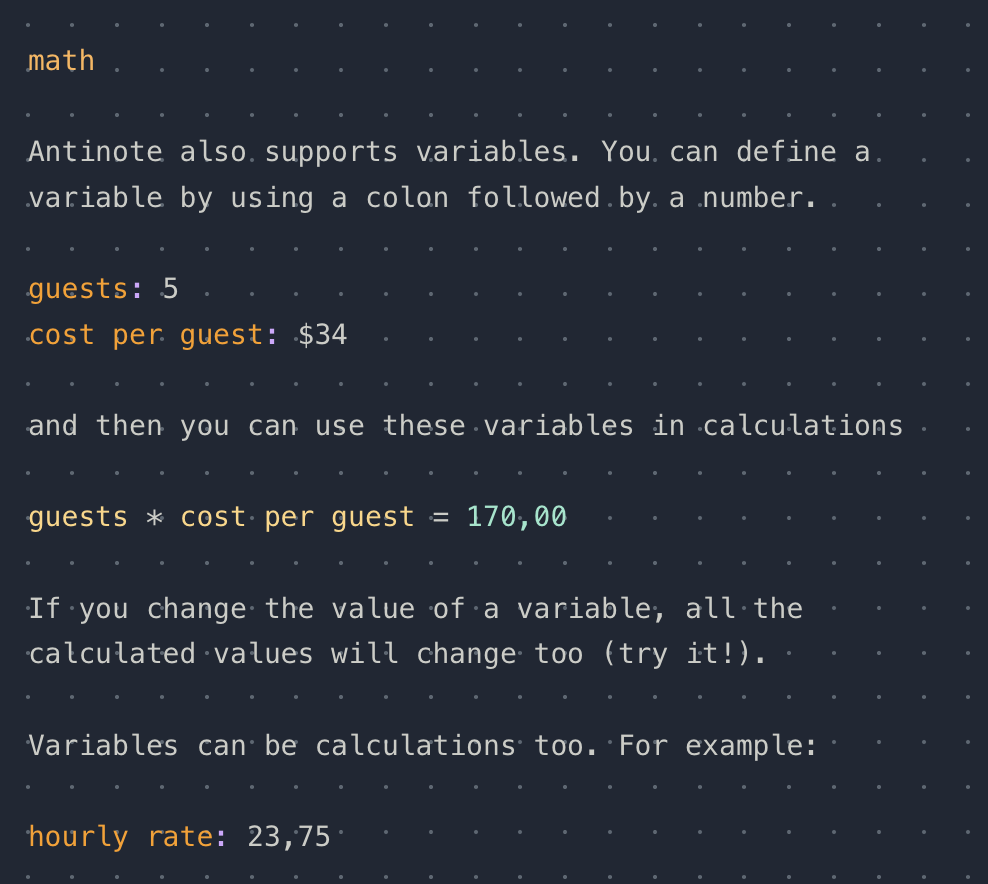 math
Antinote also supports variables. You can define a
variable by using a colon followed by a number.
guests: 5
cost per guest: $34
and then you can use these variables in calculations
guests * cost per guest = 170,00
If you change the value of a variable, all the
calculated values will change too (try it!).
Variables can be calculations too. For example:
hourly rate: 23,75